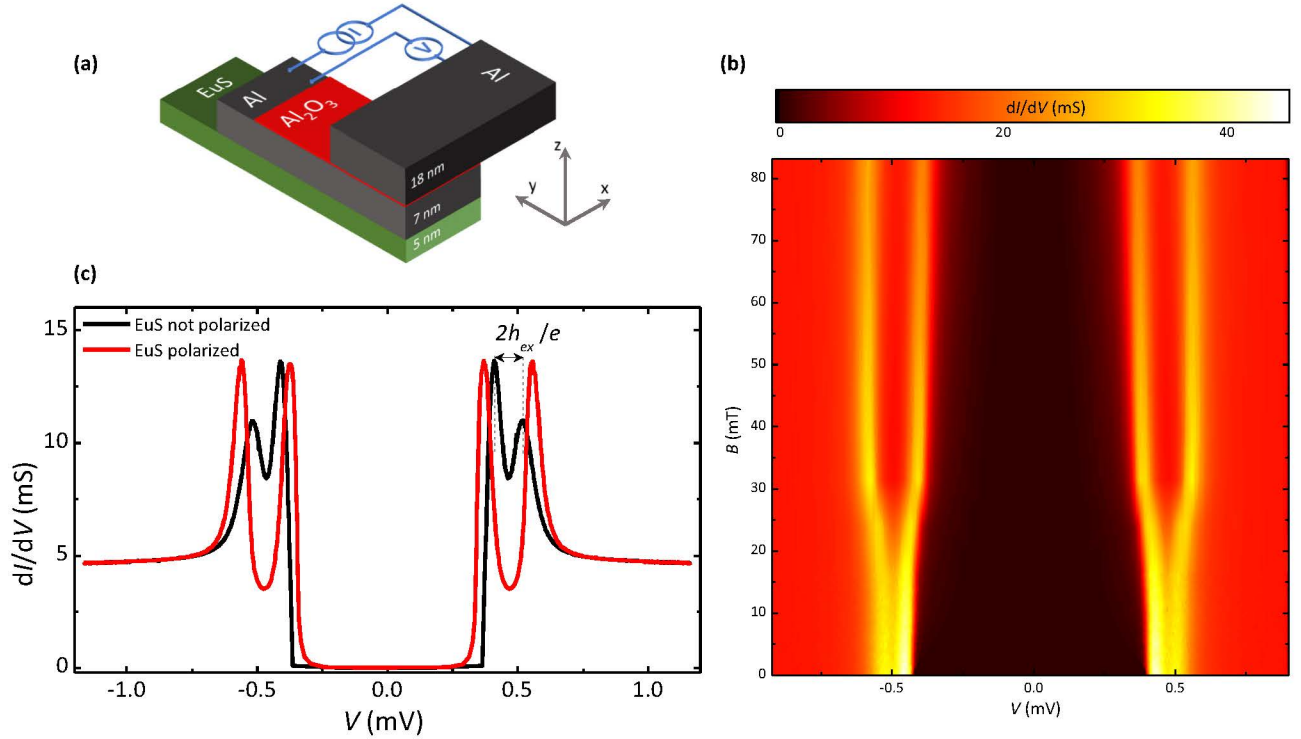 (a)
EuS
Al
Al2O3
Al
I
V
18 nm
7 nm
5 nm
z
y
x
(b)
dI/dV (mS)
0
20
40
80
70
60
50
40
30
20
10
0
B (mT)
-0.5
0.0
0.5
V (mV)
(c)
EuS not polarized
EuS polarized
2hex /e
15
10
5
0
dI/dV (mS)
-1.0
-0.5
0.0
0.5
1.0
V (mV)